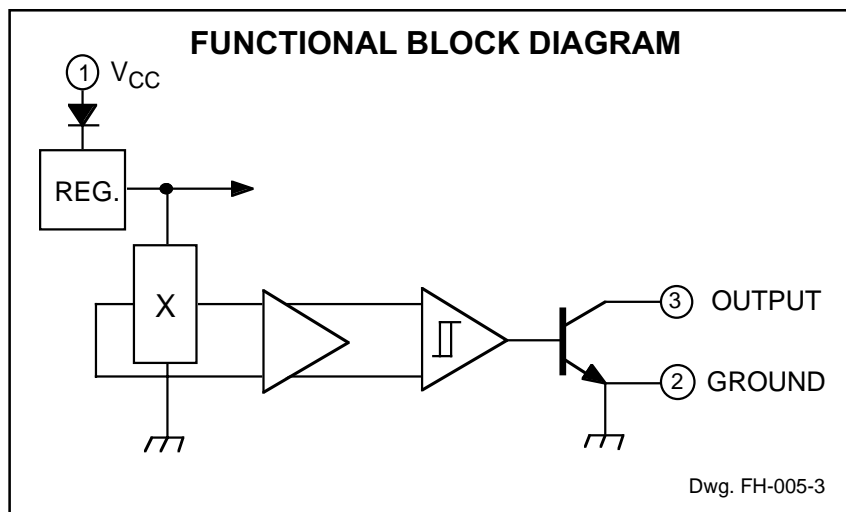 FUNCTIONAL BLOCK DIAGRAM
1 VCC
REG.
X
3 OUTPUT
2 GROUND
Dwg. FH-005-3